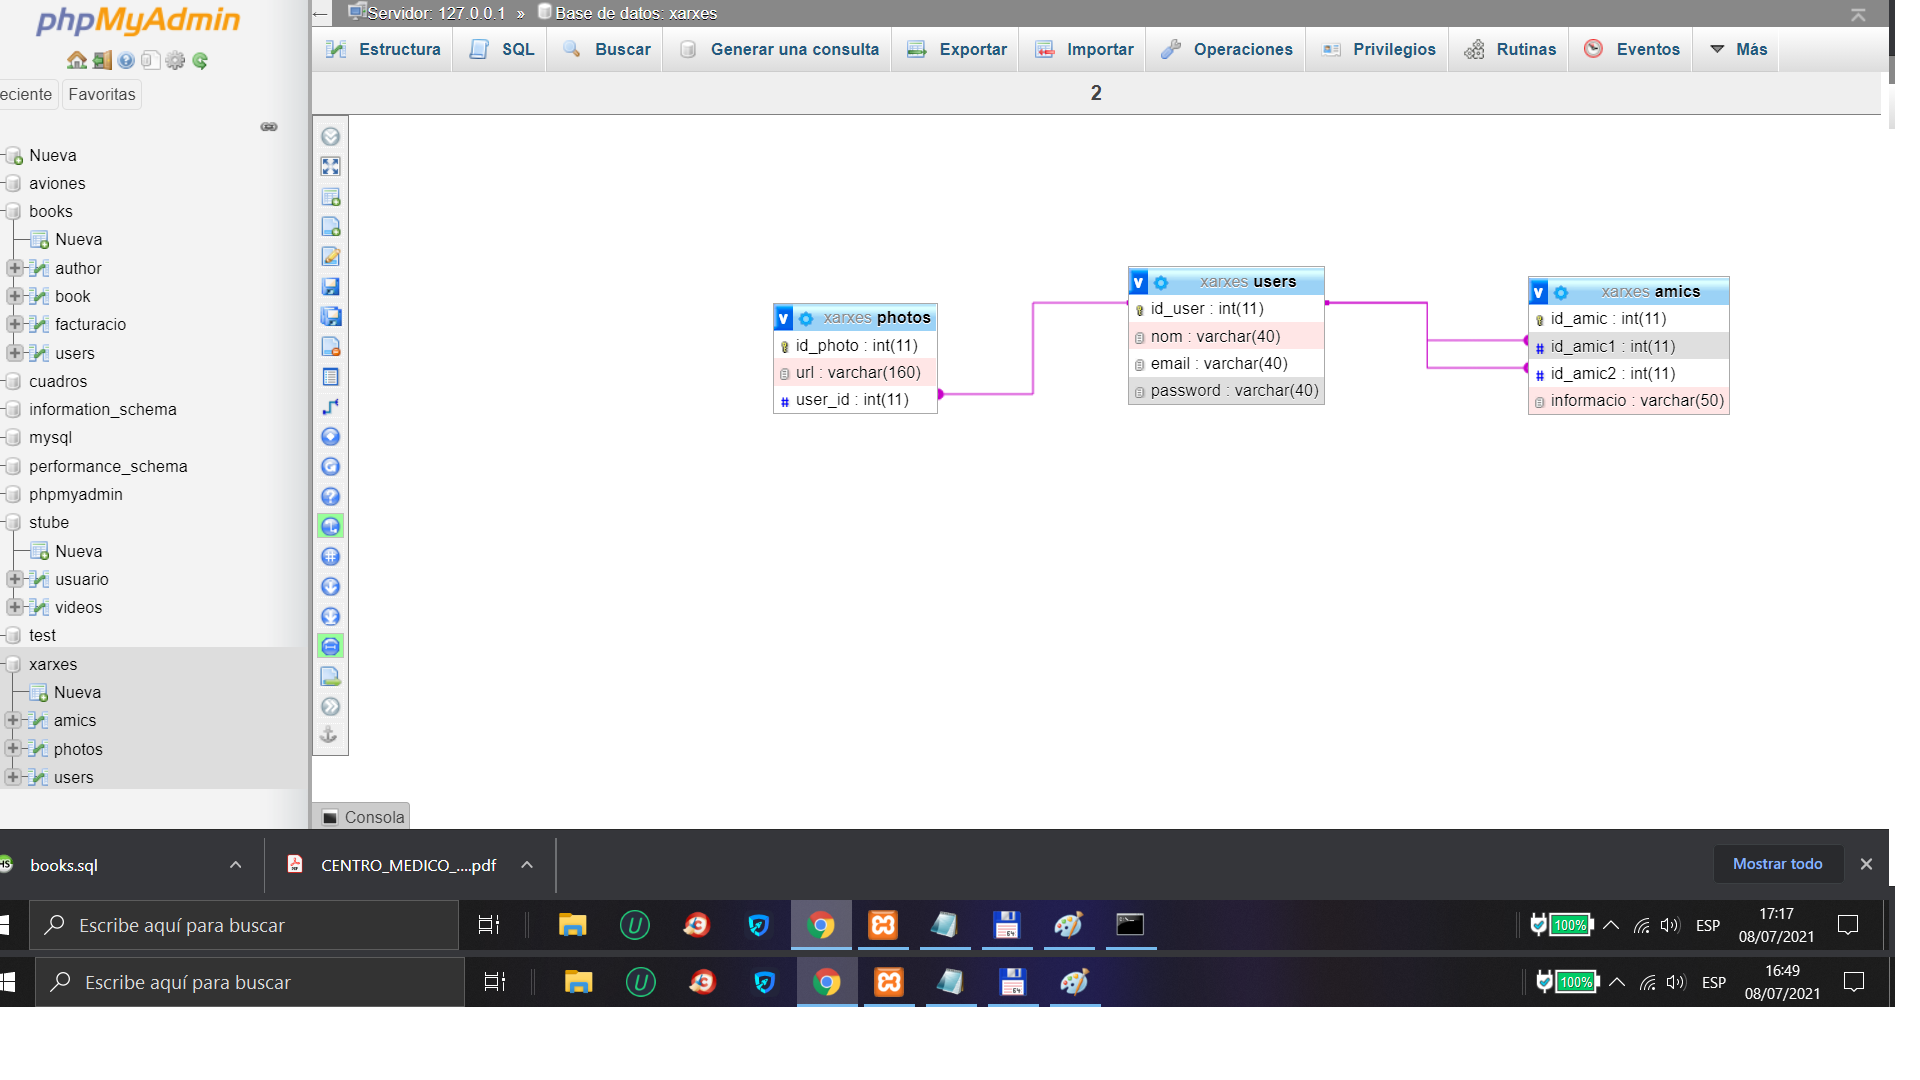 phpMyAdmin
eciente
Favoritas
Nueva
aviones
books
Nueva
author
book
facturacio
users
cuadros
information_schema
mysql
performance_schema
phpmyadmin
stube
Nueva
usuario
videos
test
xarxes
Nueva
amics
photos
users
Servidor: 127.0.0.1 » Base de datos: xarxes
Estructura
SQL
Buscar
Generar una consulta
Exportar
Importar
Operaciones
Privilegios
Rutinas
Eventos
Más
2
v xarxes photos
id_photo : int(11)
url : varchar(160)
# user_id : int(11)
v xarxes users
id_user : int(11)
nom : varchar(40)
email : varchar(40)
password : varchar(40)
v xarxes amics
id_amic : int(11)
# id_amic1 : int(11)
# id_amic2 : int(11)
informacio : varchar(50)
Consola
books.sql
CENTRO_MEDICO_....pdf
Mostrar todo
Escribe aquí para buscar
100%
ESP
17:17
08/07/2021
Escribe aquí para buscar
100%
ESP
16:49
08/07/2021